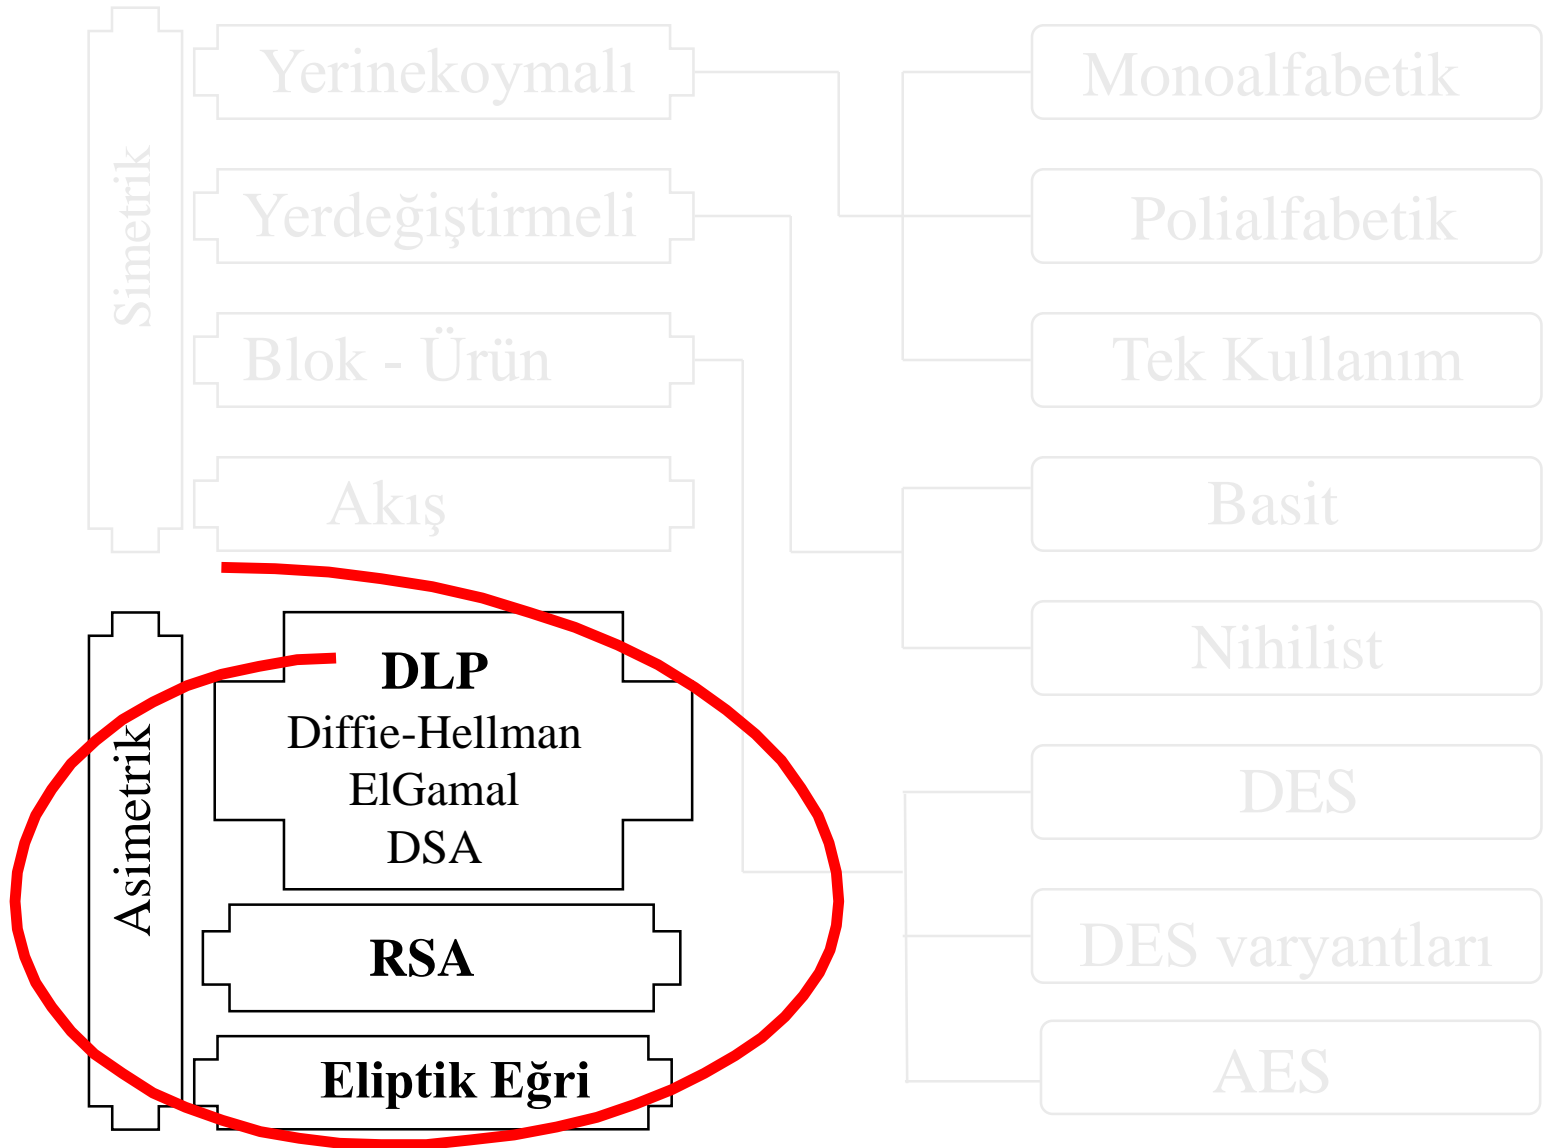 Simetrik
Yerinekoymalı
Yerdeğiştirmeli
Blok - Ürün
Akış
Monoalfabetik
Polialfabetik
Tek Kullanım
Basit
Nihilist
DES
DES varyantları
AES
Asimetrik
DLP
Diffie-Hellman
ElGamal
DSA
RSA
Eliptik Eğri